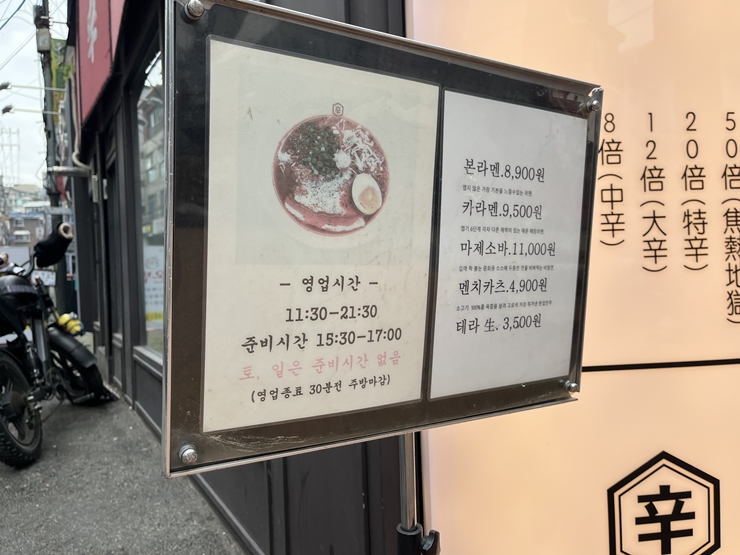 辛
- 영업시간 -
11:30-21:30
준비시간 15:30-17:00
토, 일은 준비시간 없음
(영업종료 30분전 주방마감)
본라멘.8,900원
카라멘.9,500원
마제소바.11,000원
멘치카츠.4,900원
테라 生. 3,500원
8倍(中辛)
12倍(大辛)
20倍(特辛)
50倍(焦熱地獄)
辛